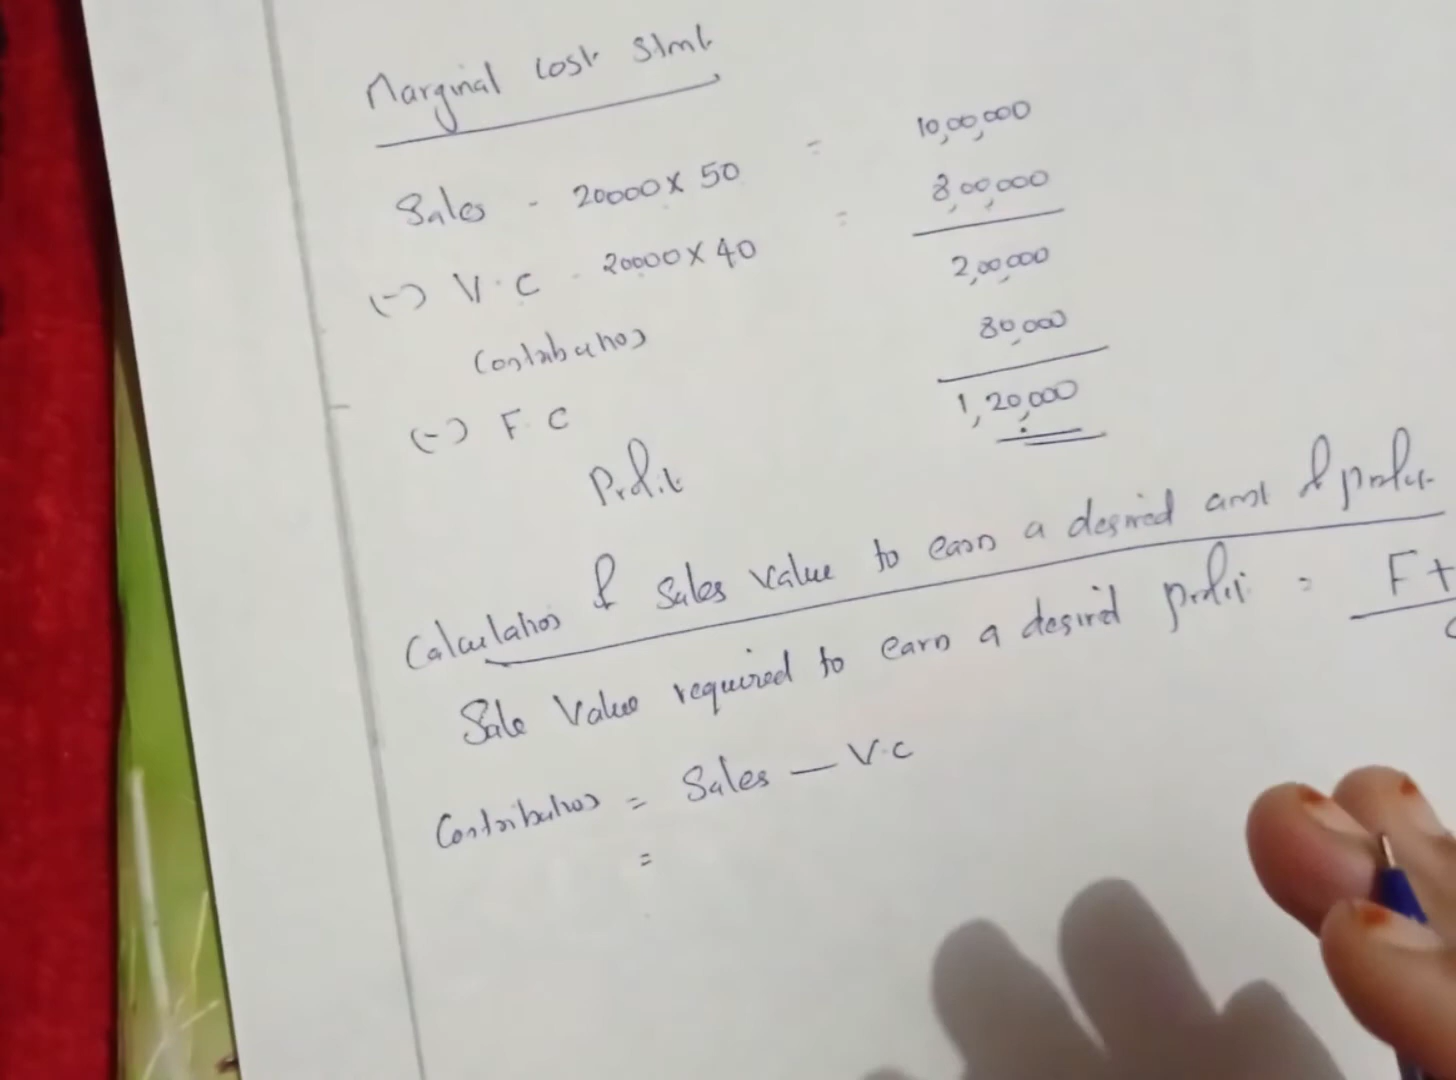 Marginal Cost Stmt
Sales - 20000 X 50 = 10,00,000
(-) V.C - 20000 X 40 = 8,00,000
Contribution 2,00,000
(-) F.C 80,000
Profit 1,20,000
Calculation of Sales Value to earn a desired amt of profit
Sale Value required to earn a desired profit = F+
Contribution = Sales - V.C
=